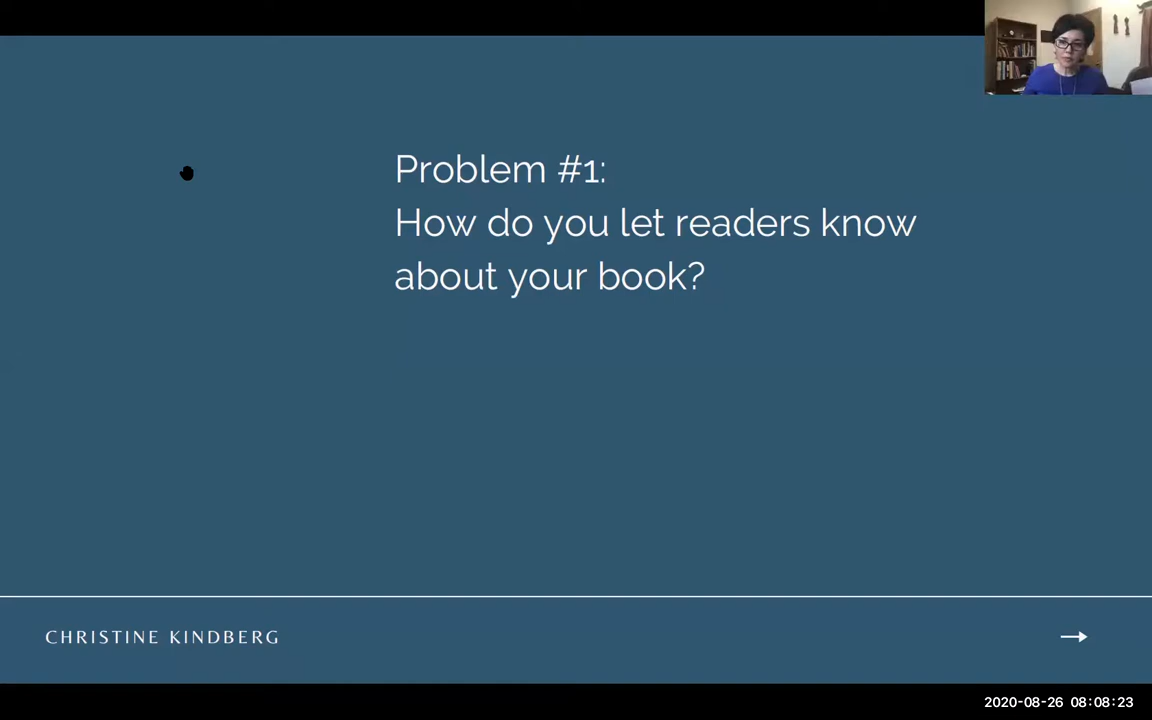 Problem #1:
How do you let readers know
about your book?
CHRISTINE KINDBERG
2020-08-26 08:08:23